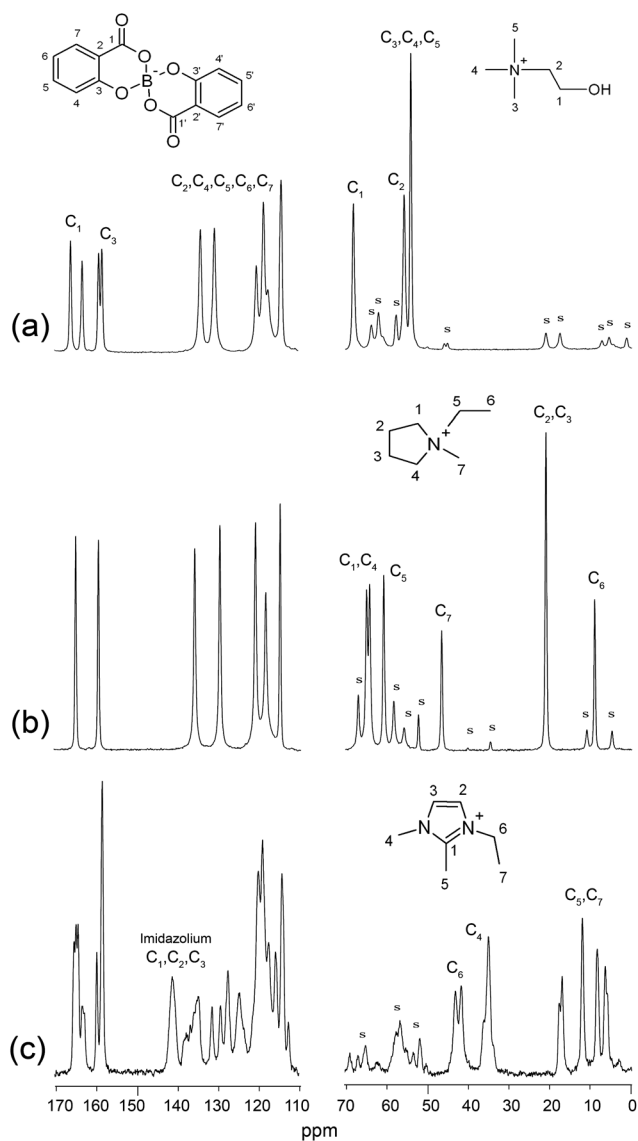 O
7
1
2
O
6
5
4
3
O
B
-
O
3'
4'
5'
6'
7'
2'
1'
O
O
C3,C4,C5
5
4
N
+
2
3
1
OH
C1
C3
C2,C4,C5,C6,C7
C1
C2
s
s
s
s
s
s
s
s
s
(a)
5
6
1
2
+
3
N
4
7
C2,C3
C1,C4
C5
C7
C6
s
s
s
s
s
s
s
s
(b)
3
2
+
4
N
N
6
1
5
7
Imidazolium
C1,C2,C3
C6
C4
C5,C7
s
s
s
(c)
170 160 150 140 130 120 110 70 60 50 40 30 20 10 0
ppm